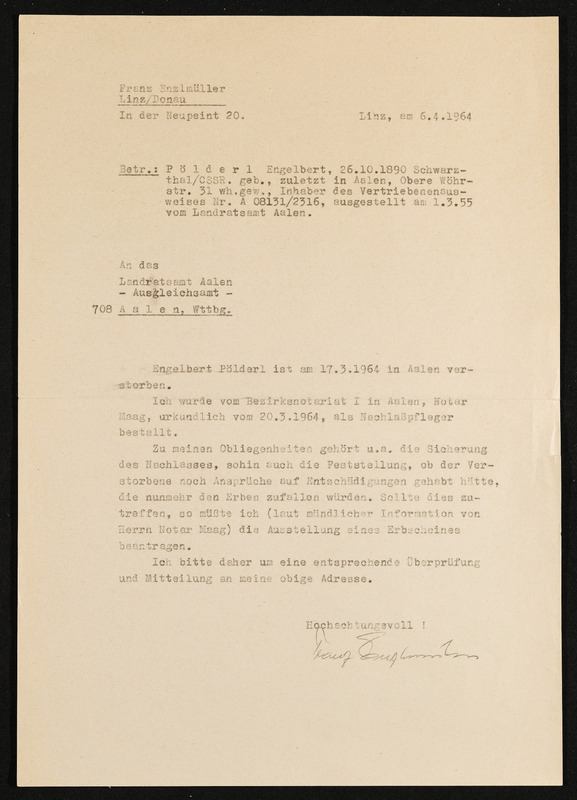 Franz Enzlmüller
Linz/Donau
In der Neupeint 20.
Linz, am 6.4.1964
Betr.: P ö l d e r l Engelbert, 26.10.1890 Schwarz-
thal/CSSR. geb., zuletzt in Aalen, Obere Wöhr-
str. 31 wh.gew., Inhaber des Vertriebenenaus-
weises Nr. A 08131/2316, ausgestellt am 1.3.55
vom Landratsamt Aalen.
An das
Landratsamt Aalen
- Ausgleichsamt -
708 A a l e n, Wttbg.
Engelbert Pölderl ist am 17.3.1964 in Aalen ver-
storben.
Ich wurde vom Bezirksnotariat I in Aalen, Notar
Maag, urkundlich vom 20.3.1964, als Nachlaßpfleger
bestellt.
Zu meinen Obliegenheiten gehört u.a. die Sicherung
des Nachlasses, sohin auch die Feststellung, ob der Ver-
storbene noch Ansprüche auf Entschädigungen gehabt hätte,
die nunmehr den Erben zufallen würden. Sollte dies zu-
treffen, so müßte ich (laut mündlicher Information von
Herrn Notar Maag) die Ausstellung eines Erbscheines
beantragen.
Ich bitte daher um eine entsprechende Überprüfung
und Mitteilung an meine obige Adresse.
Hochachtungsvoll !
Franz Enzlmüller